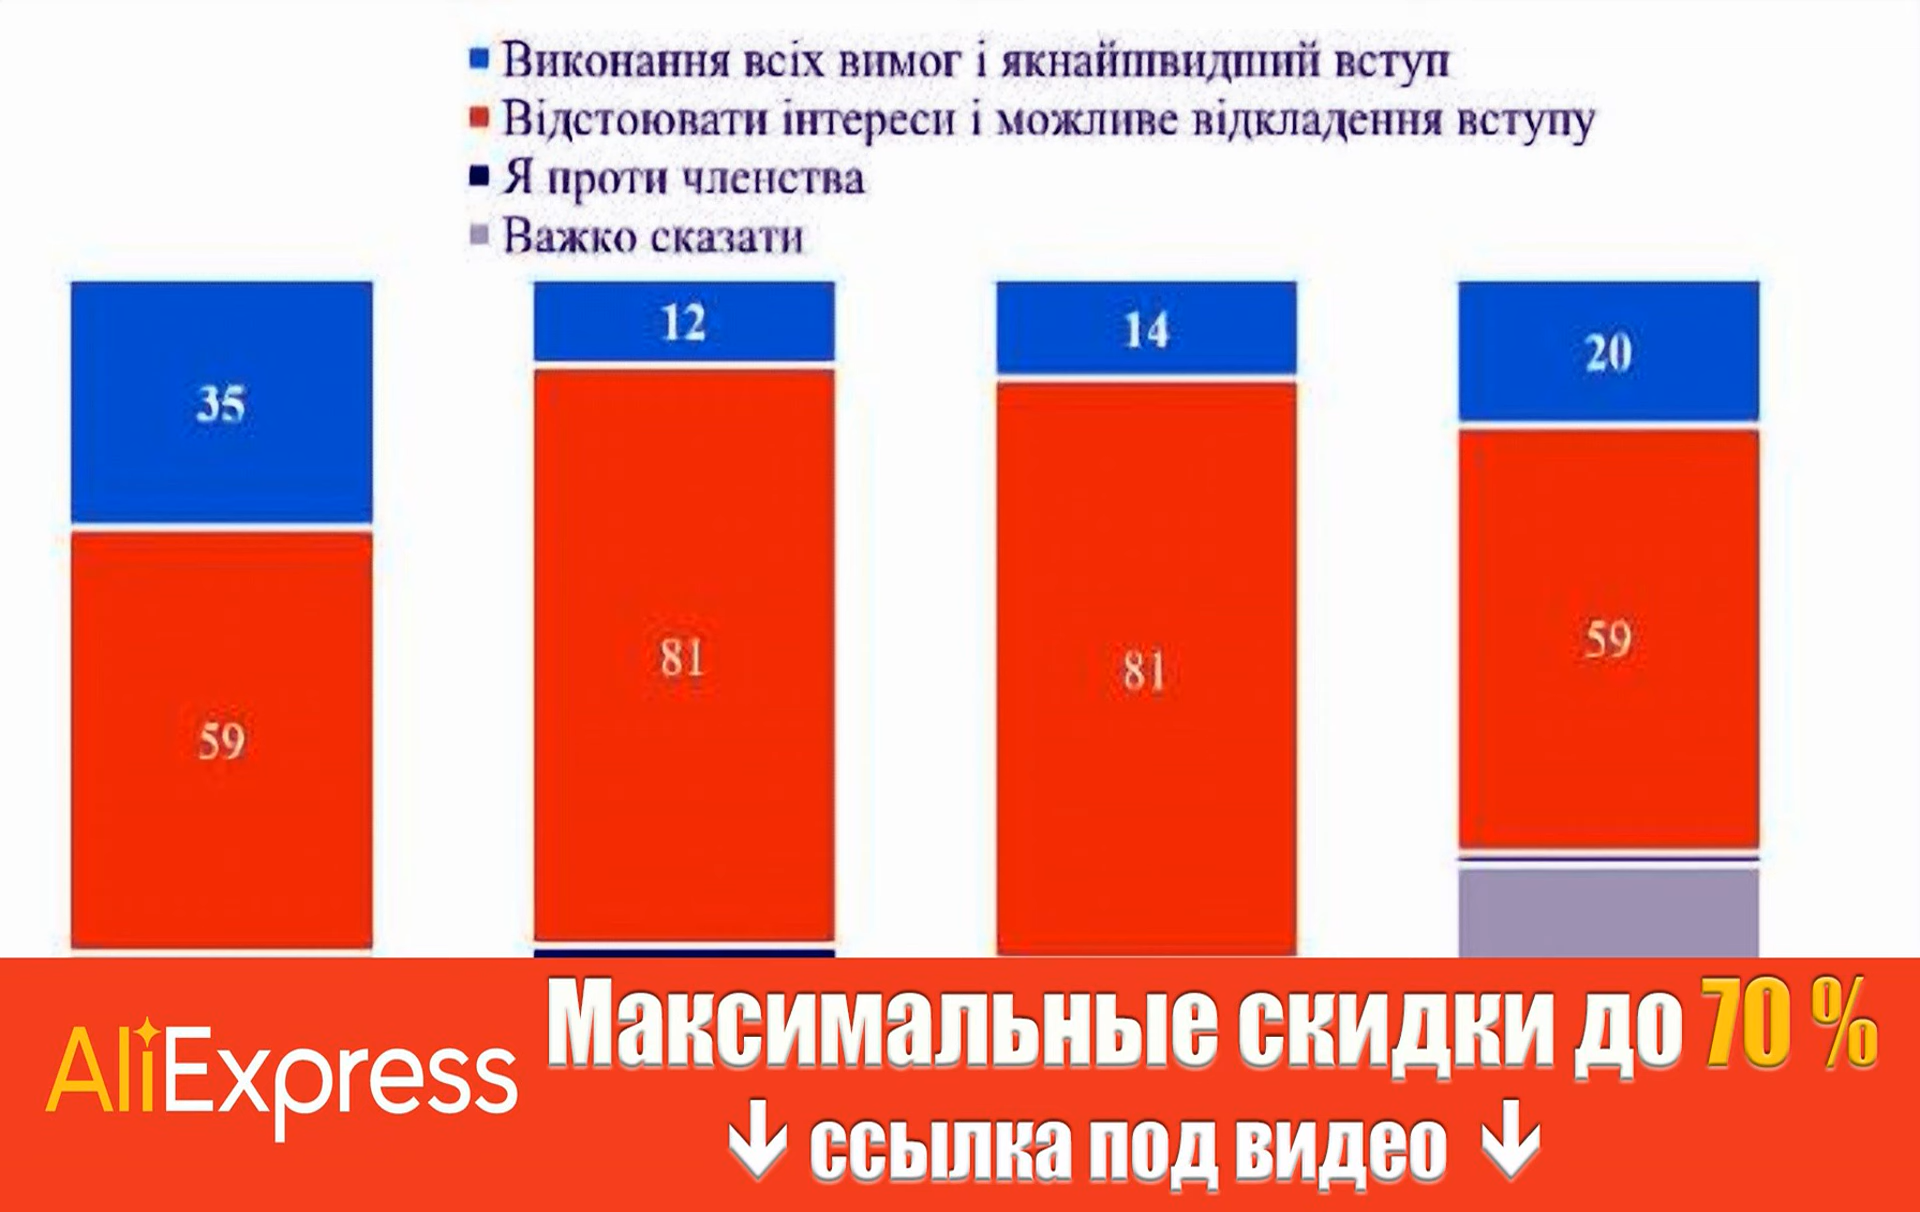 Виконання всіх вимог і якнайшвидший вступ
Відстоювати інтереси і можливе відкладення вступу
Я проти членства
Важко сказати
35
12
14
20
59
81
81
59
AliExpress
Максимальные скидки до 70 %
↓ ссылка под видео ↓